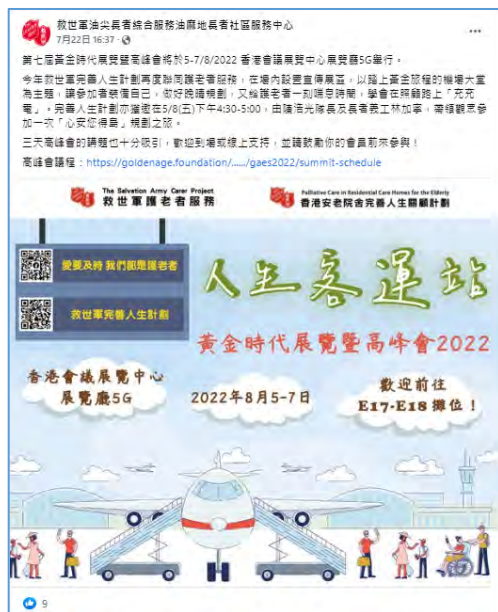 救世軍油尖長者綜合服務油麻地長者社區服務中心
7月22日 16:37
第七屆黃金時代展覽暨高峰會將於5-7/8/2022 香港會議展覽中心展覽廳5G舉行。
今年救世軍完善人生計劃再度聯同護老者服務，在場內設置宣傳展區，以踏上黃金旅程的機場大堂
為主題，讓參加者裝備自己，做好晚晴規劃，又給護老者一刻喘息時間，學會在照顧路上「充充
電」。完善人生計劃亦獲邀在5/8(五)下午4:30-5:00，由陳浩光隊長及長者義工林加寧，帶領觀眾參
加一次「心安您得島」規劃之旅。
三天高峰會的講題也十分吸引，歡迎到場或線上支持，並請鼓勵你的會員前來參與！
高峰會議程：https://goldenage.foundation/....../gaes2022/summit-schedule
The Salvation Army Carer Project
救世軍護老者服務
Palliative Care in Residential Care Homes for the Elderly
香港安老院舍完善人生關顧計劃
愛要及時 我們都是護老者
救世軍完善人生計劃
人生客運站
黃金時代展覽暨高峰會2022
香港會議展覽中心
展覽廳5G
2022年8月5-7日
歡迎前往
E17-E18 攤位！
9